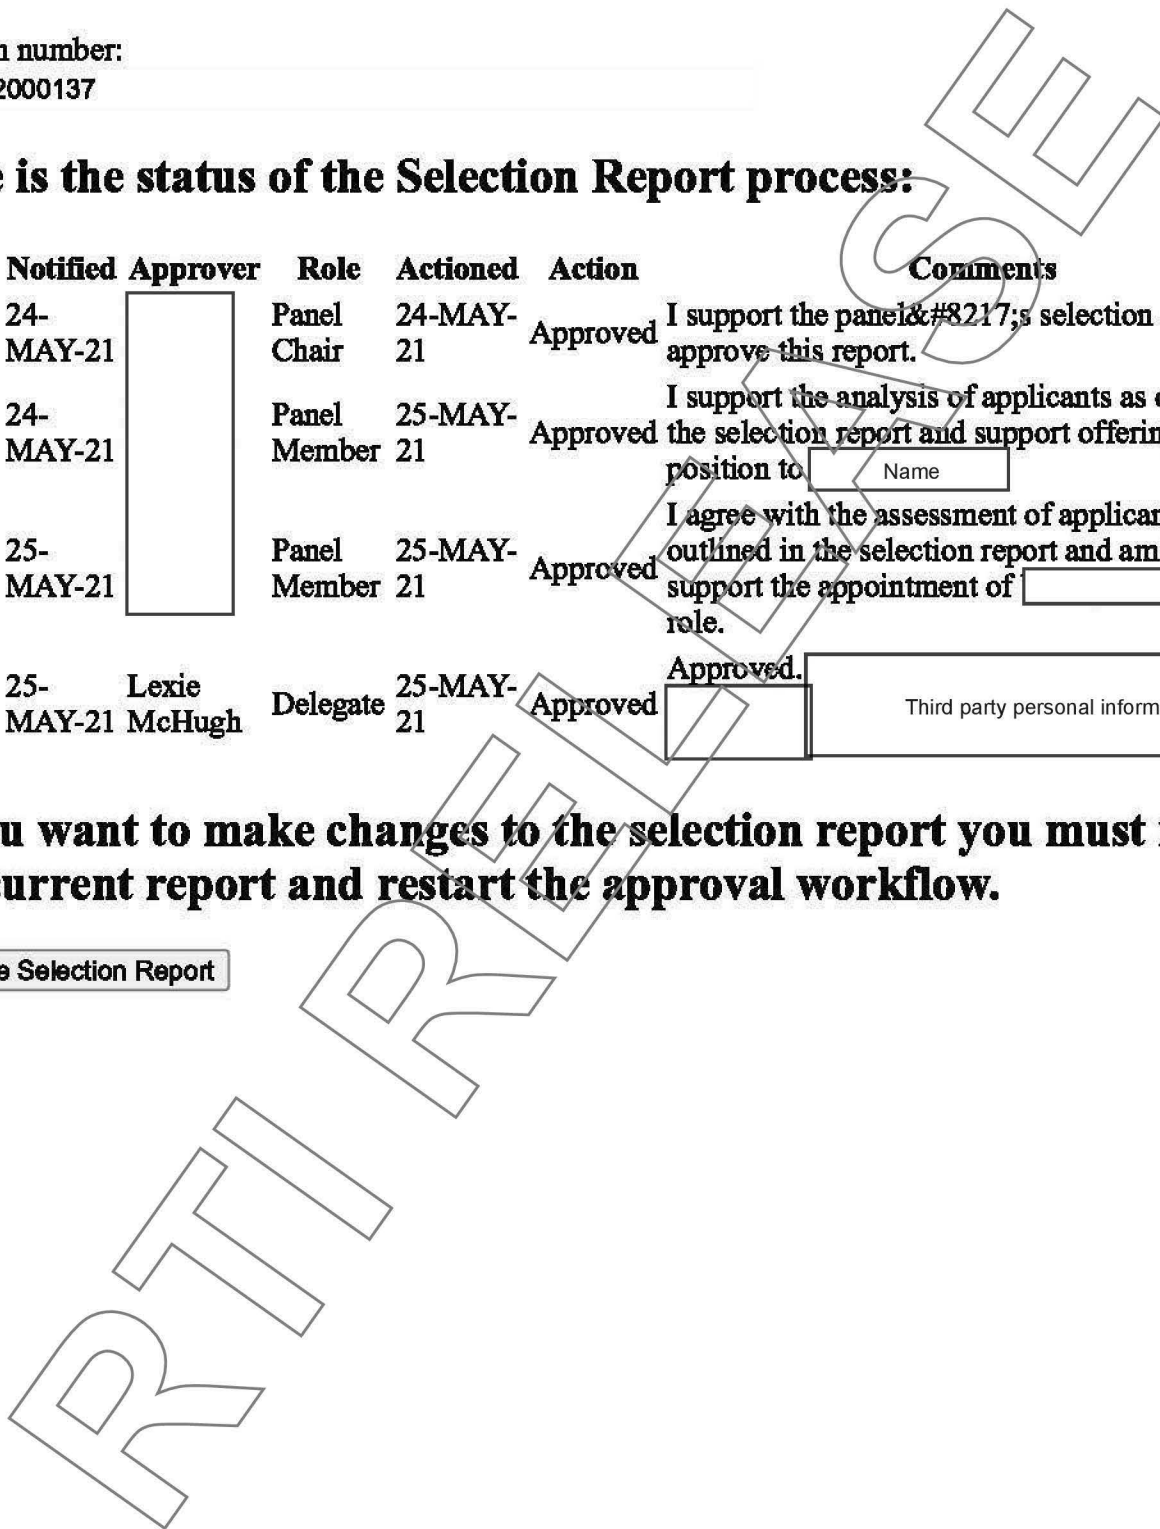 n number:
2000137
e is the status of the Selection Report process:
Notified Approver Role Actioned Action Comments
24- Panel 24-MAY- Approved I support the panel&#8217;s selection
MAY-21 Chair 21 approve this report.
24- Panel 25-MAY- Approved I support the analysis of applicants as
MAY-21 Member 21 the selection report and support offerin
position to Name
25- Panel 25-MAY- Approved I agree with the assessment of applican
MAY-21 Member 21 outlined in the selection report and am
support the appointment of
role.
25- Lexie Delegate 25-MAY- Approved Approved.
MAY-21 McHugh 21 Third party personal inform
u want to make changes to the selection report you must
current report and restart the approval workflow.
e Selection Report
RTI RELEASE